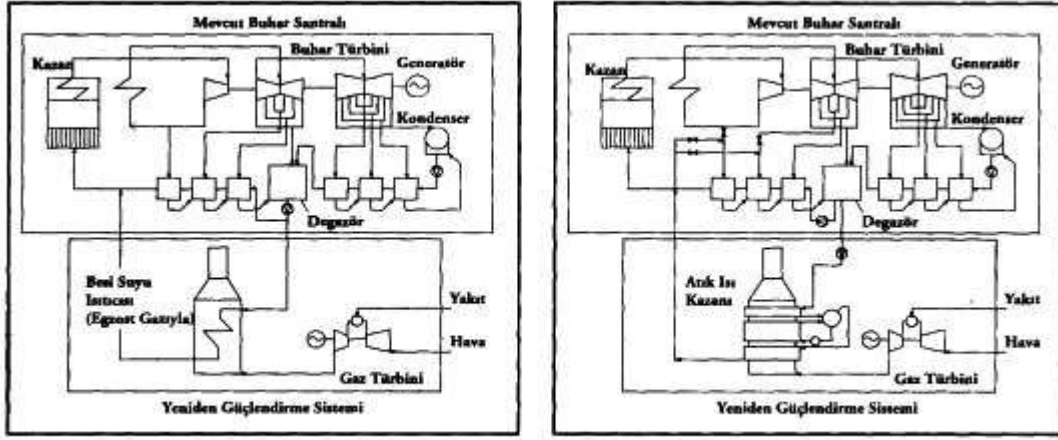 Mevcut Buhar Santralı
Buhar Türbini
Kazan
Generatör
Kondenser
Degazör
Besi Suyu
Isıtıcası
(Egzost Gazıyla)
Yakıt
Hava
Gaz Türbini
Yeniden Güçlendirme Sistemi
Mevcut Buhar Santralı
Buhar Türbini
Kazan
Generatör
Kondenser
Degazör
Atık Isı
Kazanı
Yakıt
Hava
Gaz Türbini
Yeniden Güçlendirme Sistemi